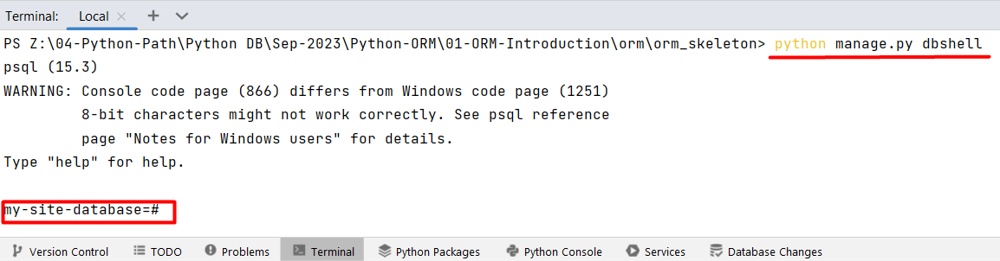 Terminal: Local × + ∨
PS Z:\04-Python-Path\Python DB\Sep-2023\Python-ORM\01-ORM-Introduction\orm\orm_skeleton> python manage.py dbshell
psql (15.3)
WARNING: Console code page (866) differs from Windows code page (1251)
         8-bit characters might not work correctly. See psql reference
         page "Notes for Windows users" for details.
Type "help" for help.
my-site-database=#
Version Control TODO Problems Terminal Python Packages Python Console Services Database Changes